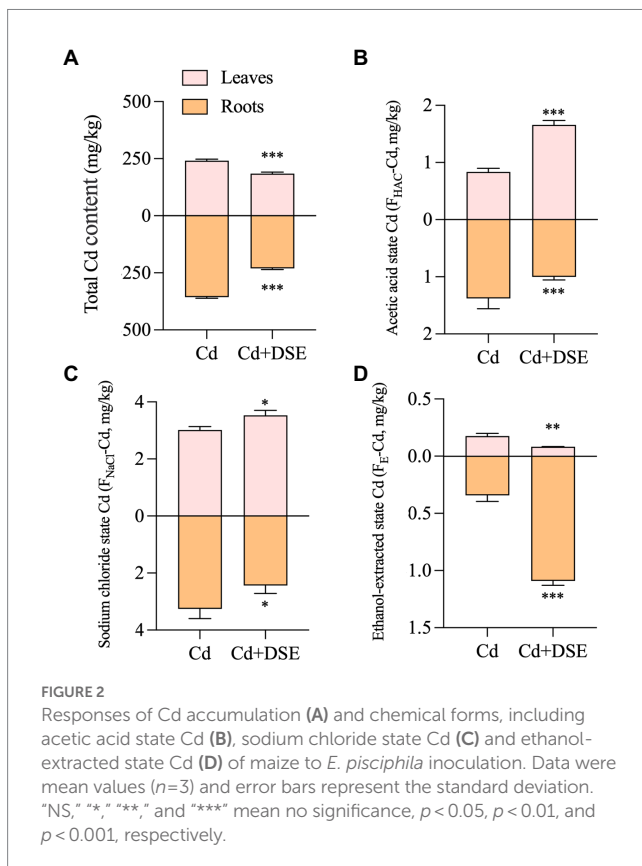 A
Leaves
Roots
Total Cd content (mg/kg)
500
250
0
250
500
Cd
Cd+DSE
***
***
B
Acetic acid state Cd (FHAC-Cd, mg/kg)
2
1
0
1
2
Cd
Cd+DSE
***
***
C
Sodium chloride state Cd (FNaCl-Cd, mg/kg)
4
2
0
2
4
Cd
Cd+DSE
*
*
D
Ethanol-extracted state Cd (FE-Cd, mg/kg)
0.5
0.0
0.5
1.0
1.5
Cd
Cd+DSE
**
***
FIGURE 2
Responses of Cd accumulation (A) and chemical forms, including
acetic acid state Cd (B), sodium chloride state Cd (C) and ethanol-
extracted state Cd (D) of maize to E. pisciphila inoculation. Data were
mean values (n=3) and error bars represent the standard deviation.
“NS,” “*,” “**,” and “***” mean no significance, p<0.05, p<0.01, and
p<0.001, respectively.